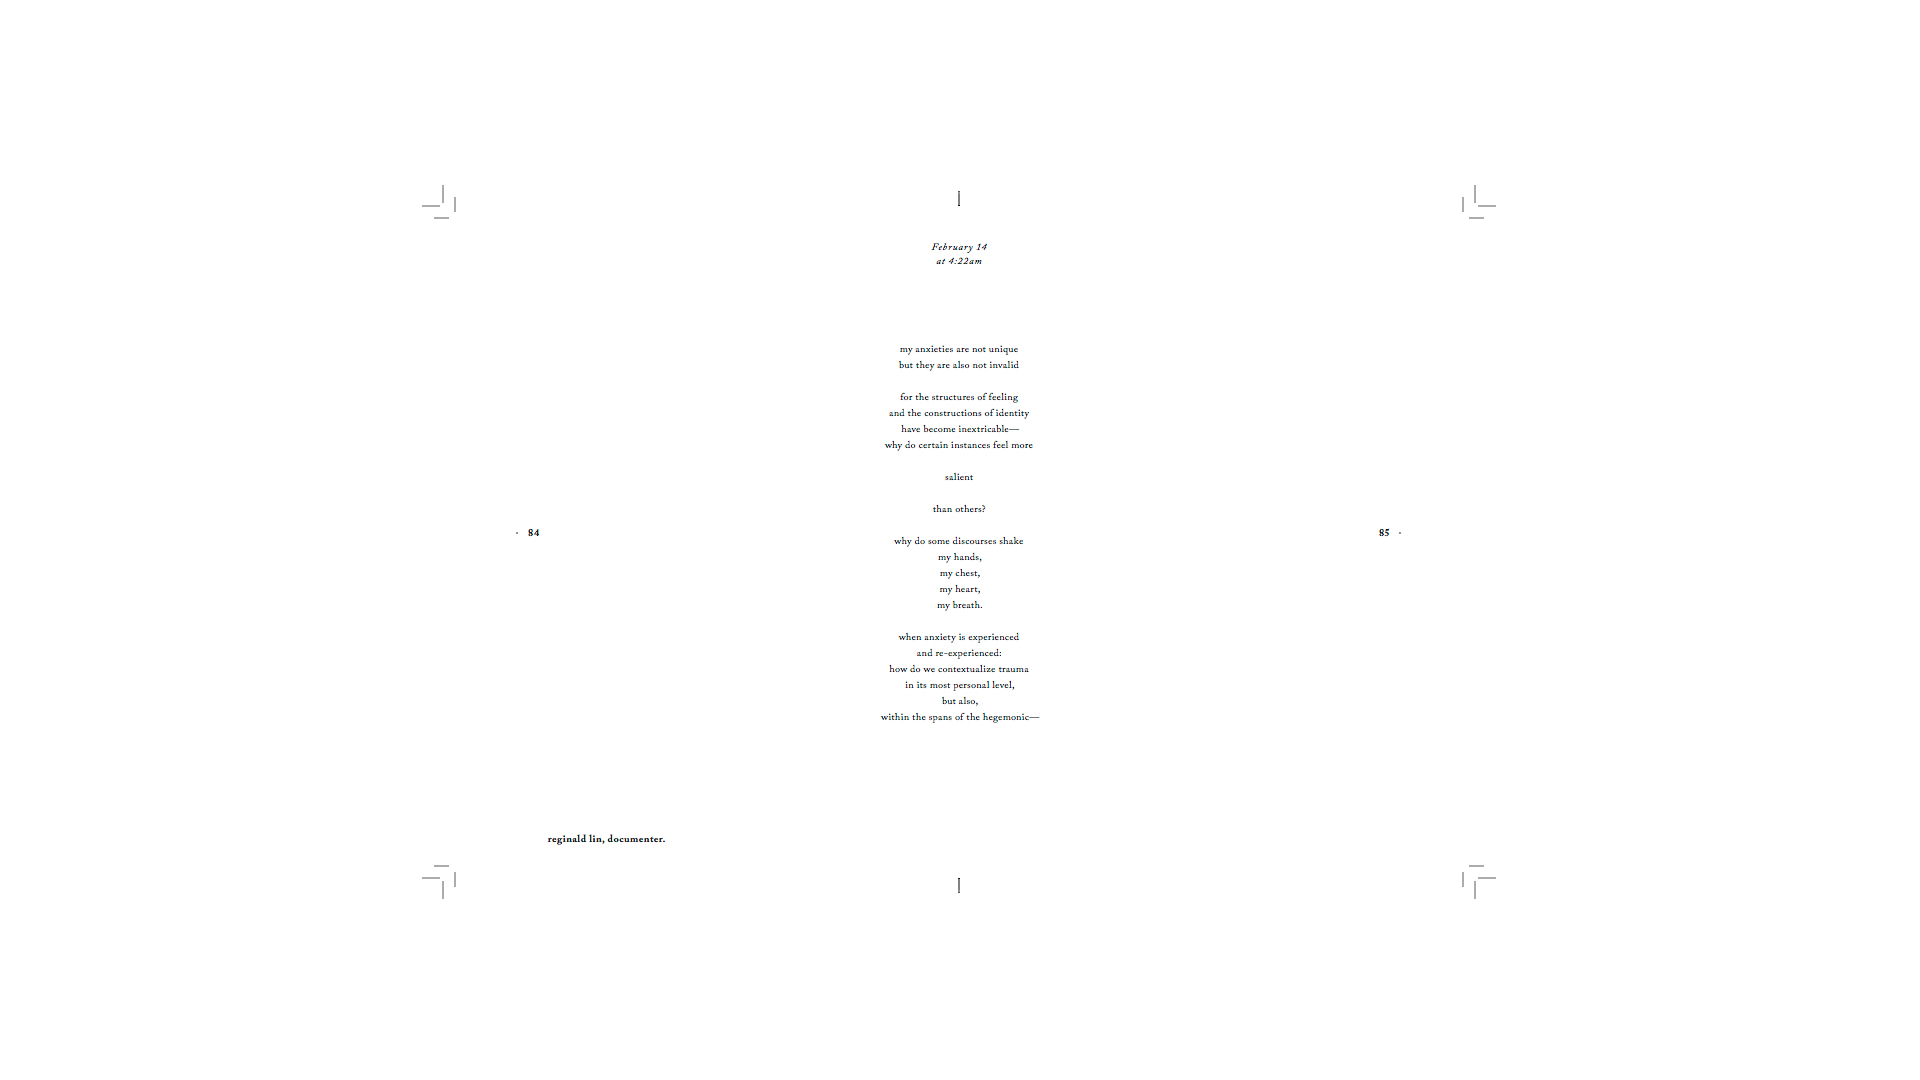 February 14
at 4:22am
my anxieties are not unique
but they are also not invalid
for the structures of feeling
and the constructions of identity
have become inextricable—
why do certain instances feel more
salient
than others?
· 84
85 ·
why do some discourses shake
my hands,
my chest,
my heart,
my breath.
when anxiety is experienced
and re-experienced:
how do we contextualize trauma
in its most personal level,
but also,
within the spans of the hegemonic—
reginald lin, documenter.